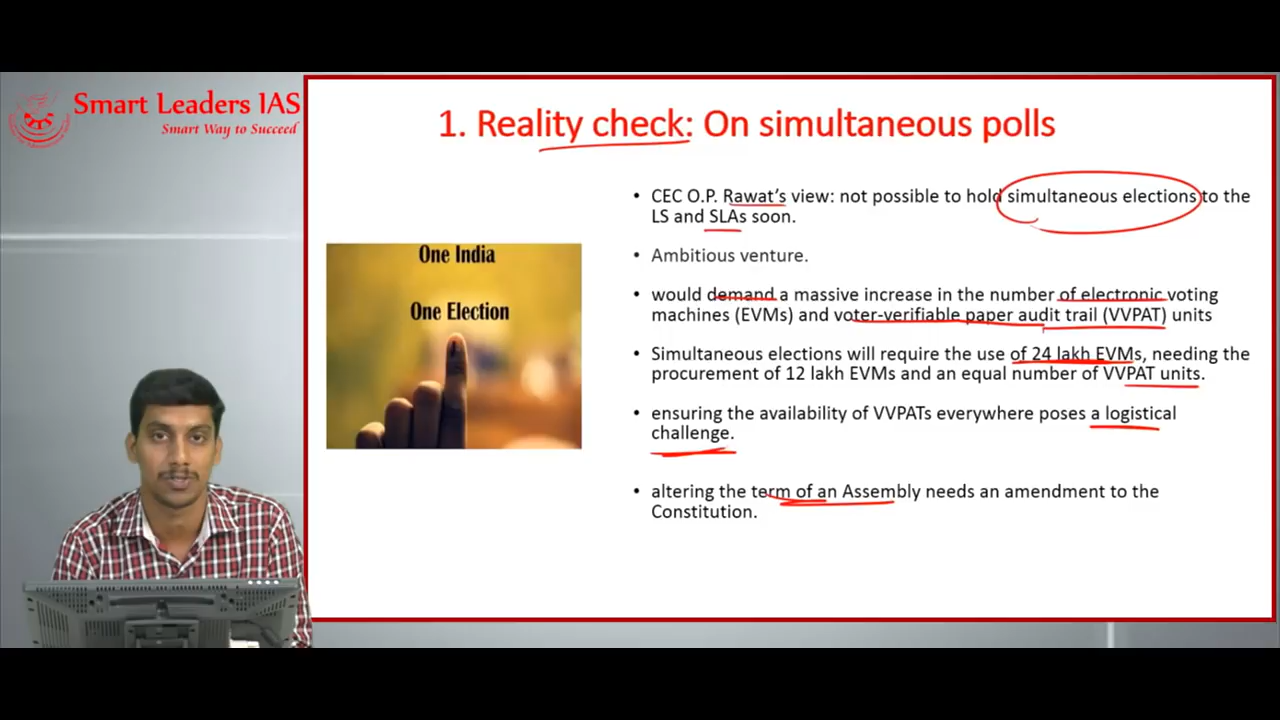 Smart Leaders IAS
Smart Way to Succeed
1. Reality check: On simultaneous polls
One India
One Election
• CEC O.P. Rawat's view: not possible to hold simultaneous elections to the
LS and SLAs soon.
• Ambitious venture.
• would demand a massive increase in the number of electronic voting
machines (EVMs) and voter-verifiable paper audit trail (VVPAT) units
• Simultaneous elections will require the use of 24 lakh EVMs, needing the
procurement of 12 lakh EVMs and an equal number of VVPAT units.
• ensuring the availability of VVPATs everywhere poses a logistical
challenge.
• altering the term of an Assembly needs an amendment to the
Constitution.